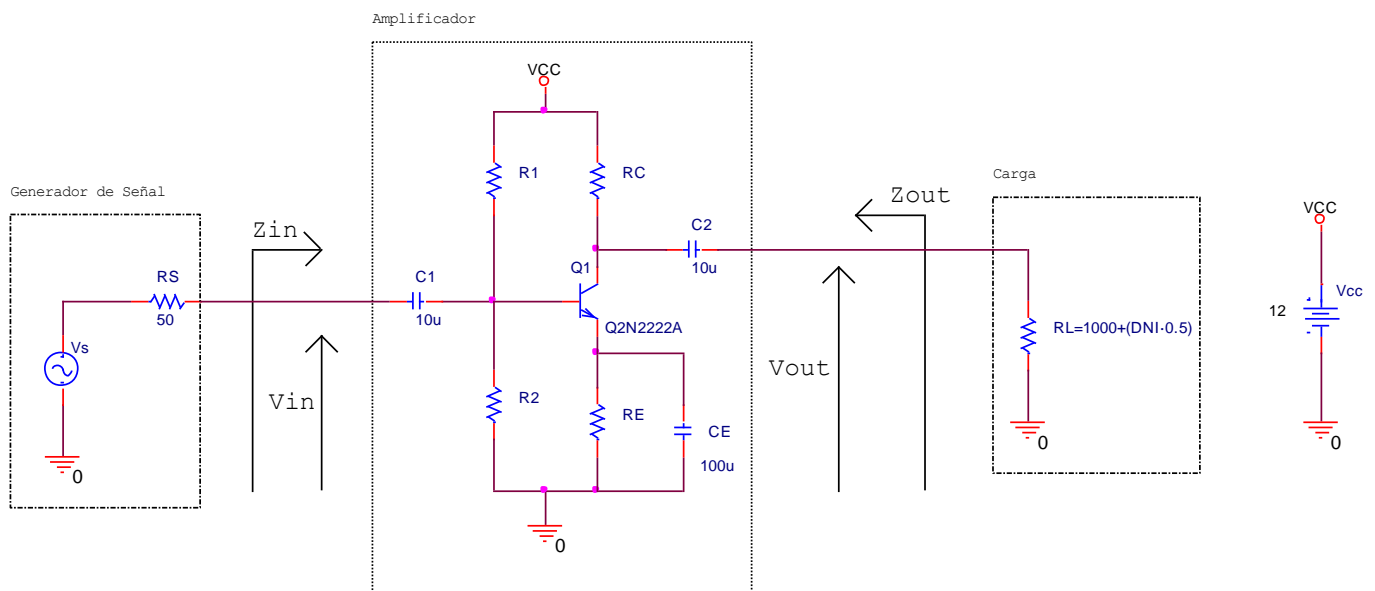 Amplificador
VCC
R1
RC
Generador de Señal
Carga
Zout
Zin
VCC
C2
10u
RS
50
C1
10u
Q1
Q2N2222A
Vs
Vin
R2
RE
CE
100u
Vout
RL=1000+(DNI·0.5)
12
Vcc
0
0
0
0